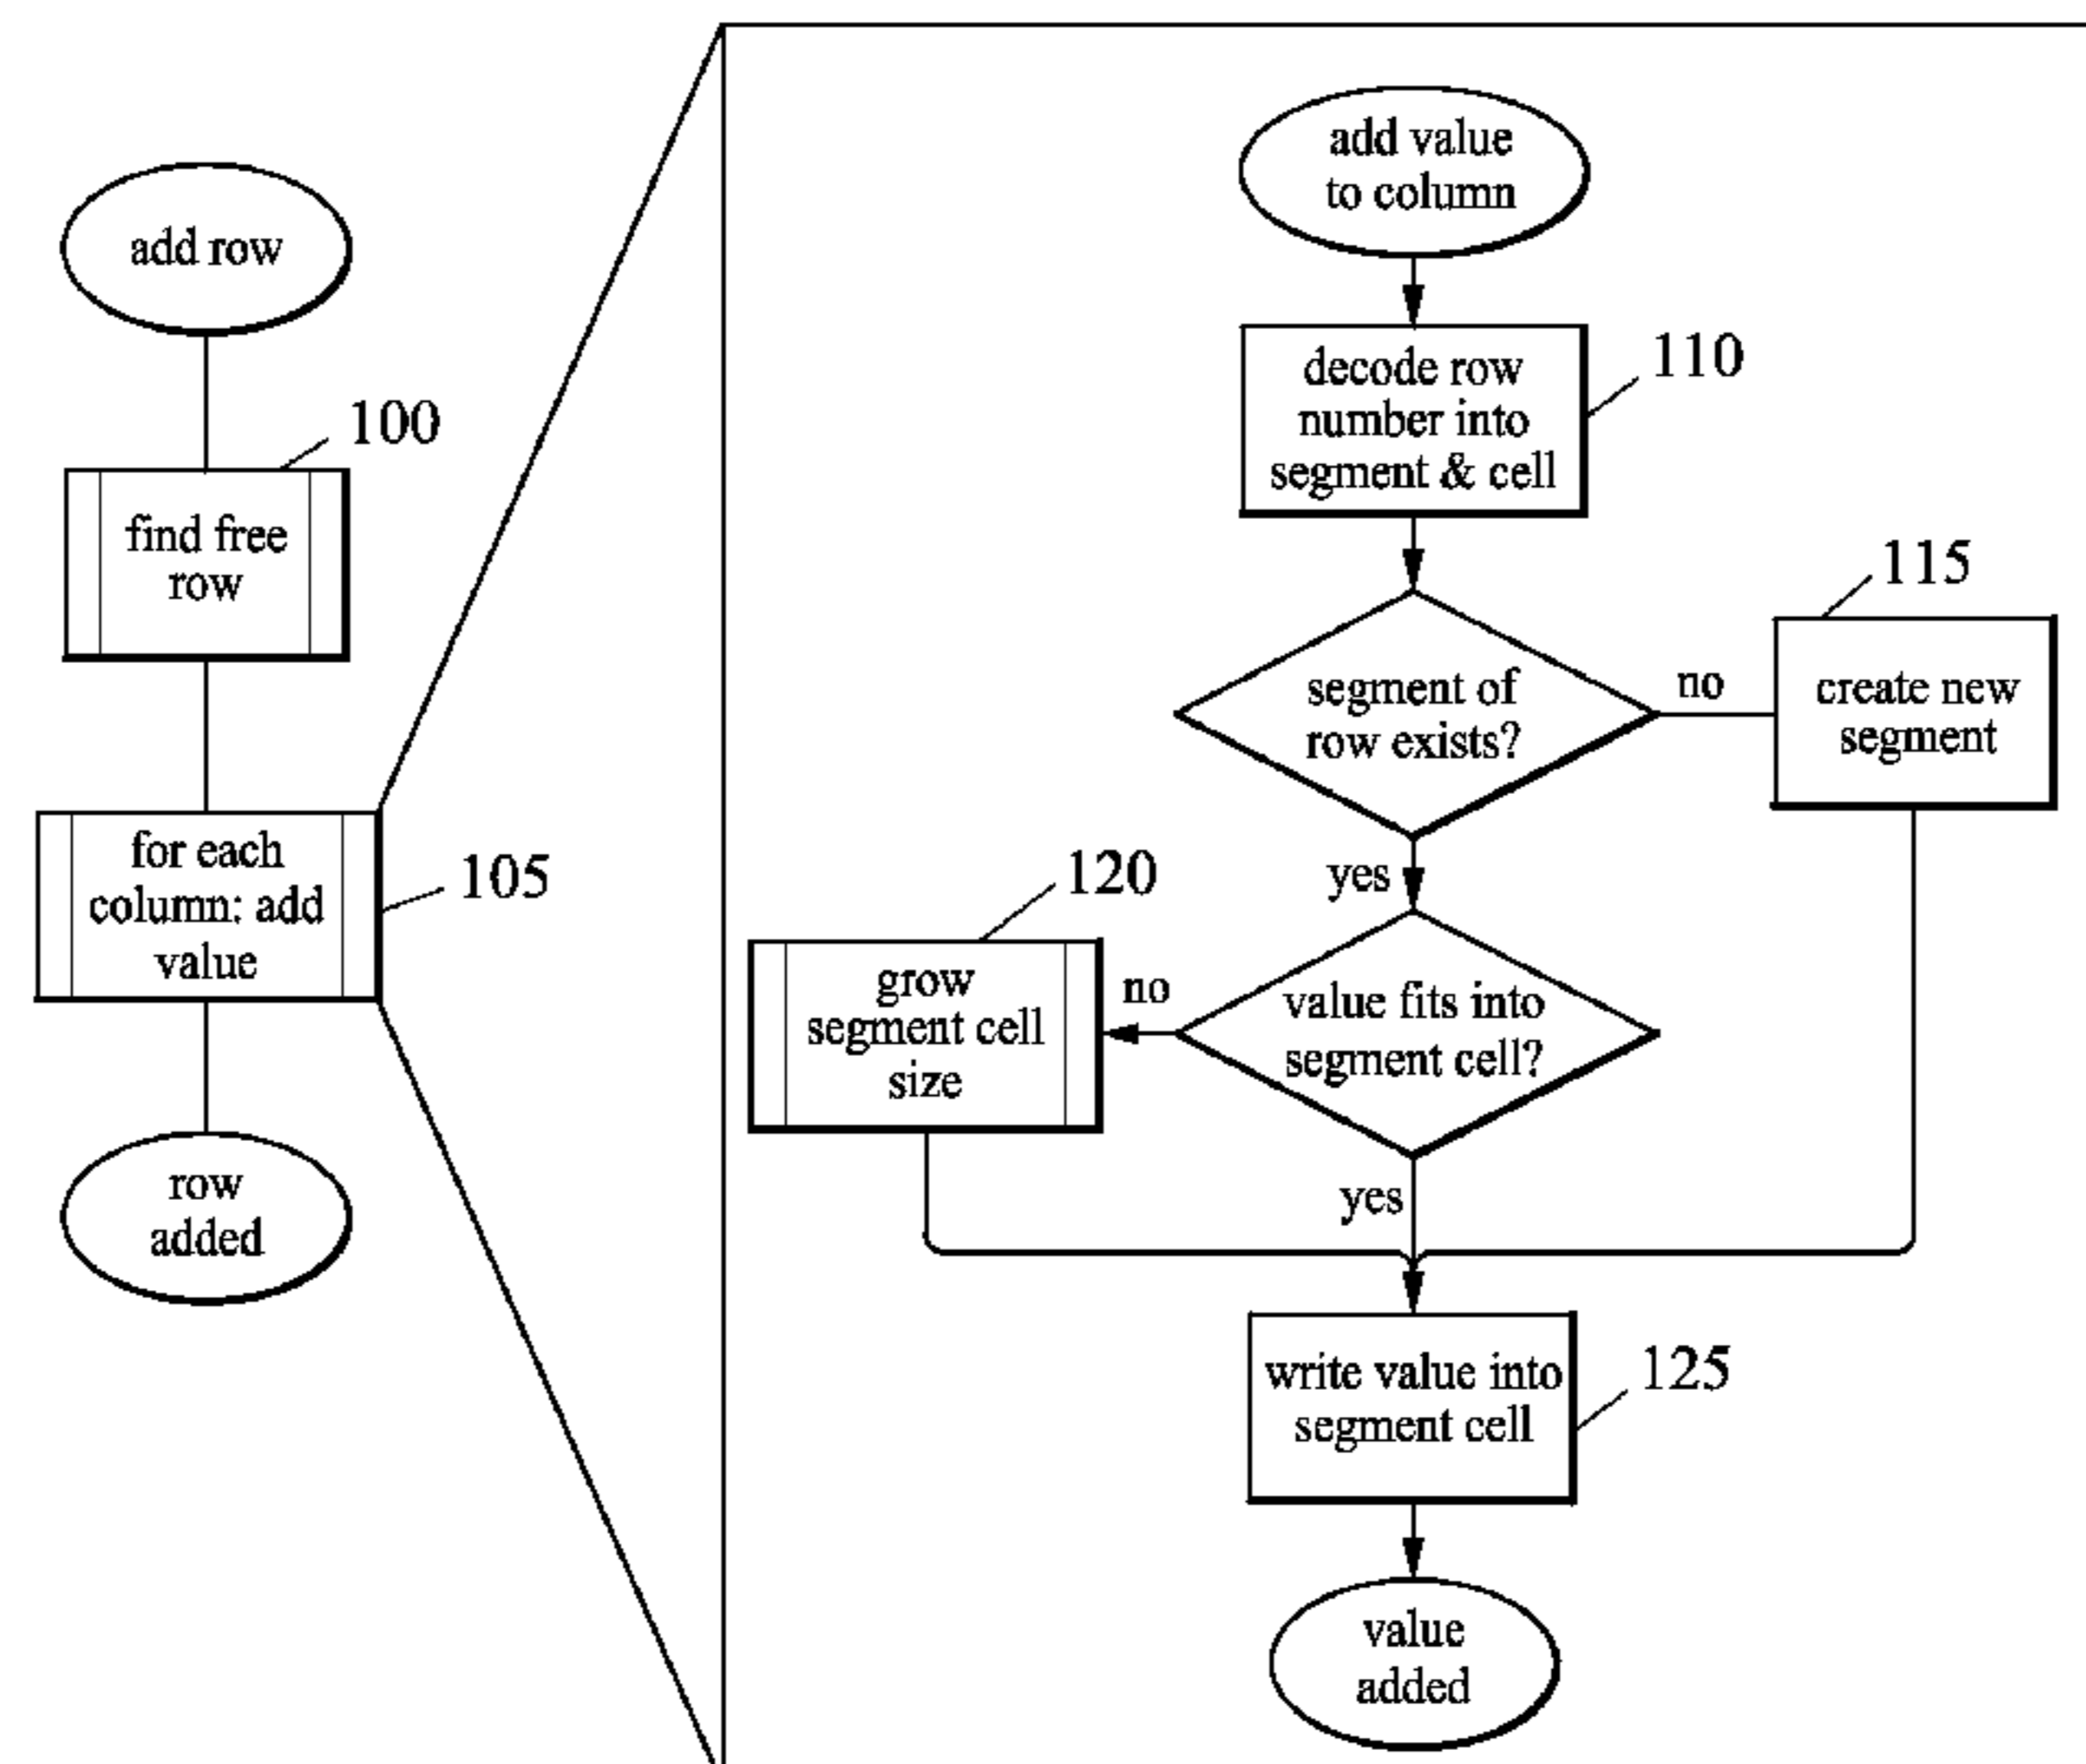 add row
100
find free
row
for each
column: add
value
105
row
added
add value
to column
decode row
number into
segment & cell
110
segment of
row exists?
no
115
create new
segment
yes
120
grow
segment cell
size
no
value fits into
segment cell?
yes
write value into
segment cell
125
value
added